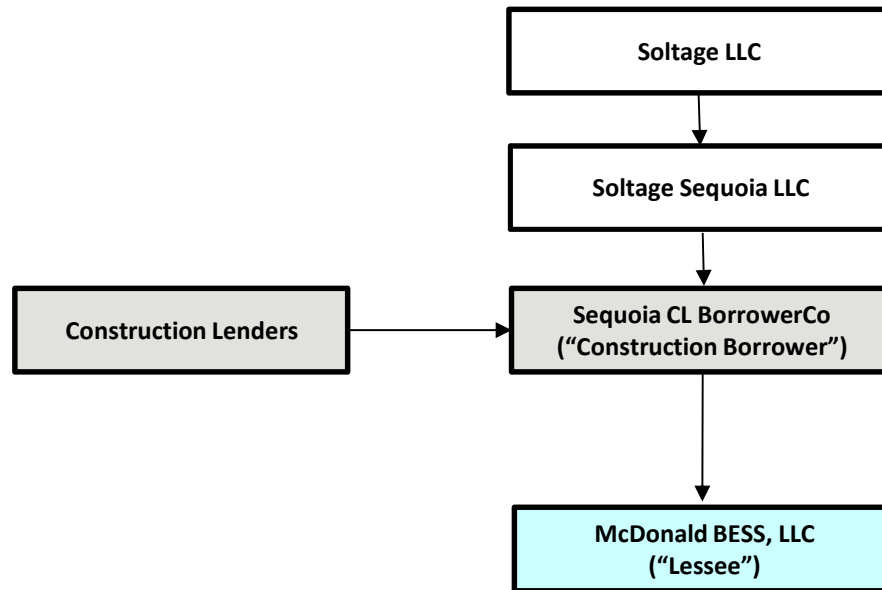 Soltage LLC
Soltage Sequoia LLC
Construction Lenders
Sequoia CL BorrowerCo
(“Construction Borrower”)
McDonald BESS, LLC
(“Lessee”)